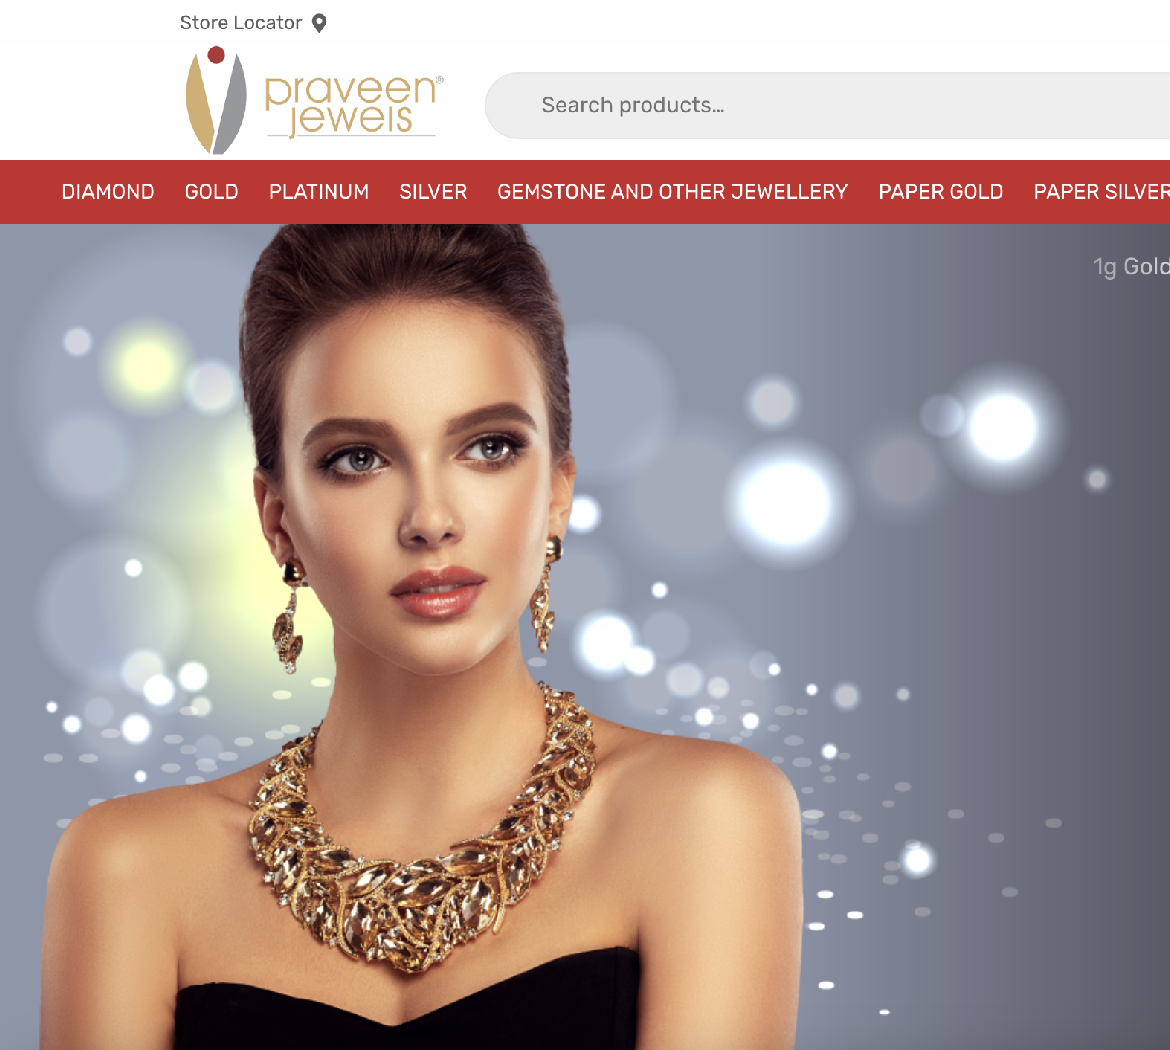 Store Locator
praveen®
jewels
Search products...
DIAMOND GOLD PLATINUM SILVER GEMSTONE AND OTHER JEWELLERY PAPER GOLD PAPER SILVER
1g Gold